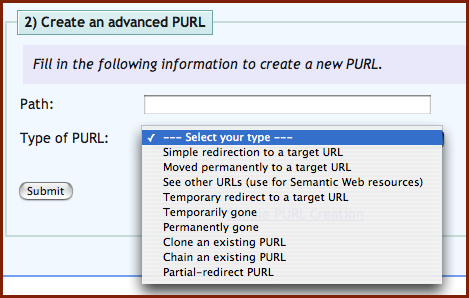 2) Create an advanced PURL
Fill in the following information to create a new PURL.
Path:
Type of PURL:
✓ --- Select your type ---
Simple redirection to a target URL
Moved permanently to a target URL
See other URLs (use for Semantic Web resources)
Temporary redirect to a target URL
Temporarily gone
Permanently gone
Clone an existing PURL
Chain an existing PURL
Partial-redirect PURL
Submit
PURL Creation